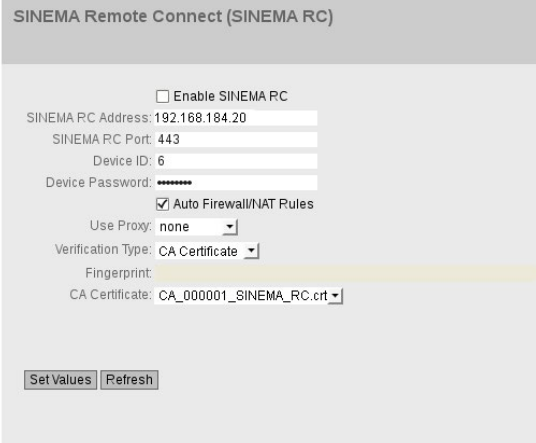 SINEMA Remote Connect (SINEMA RC)
Enable SINEMA RC
SINEMA RC Address: 192.168.184.20
SINEMA RC Port: 443
Device ID: 6
Device Password: ••••••••
Auto Firewall/NAT Rules
Use Proxy: none
Verification Type: CA Certificate
Fingerprint:
CA Certificate: CA_000001_SINEMA_RC.crt
Set Values Refresh